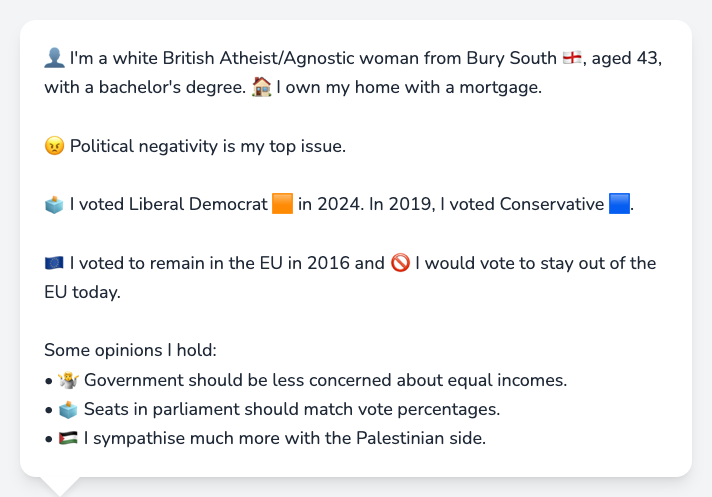 👤 I'm a white British Atheist/Agnostic woman from Bury South 🏴󠁧󠁢󠁥󠁮󠁧󠁿, aged 43,
with a bachelor's degree. 🏠 I own my home with a mortgage.
😠 Political negativity is my top issue.
🗳️ I voted Liberal Democrat 🟧 in 2024. In 2019, I voted Conservative 🟦.
🇪🇺 I voted to remain in the EU in 2016 and 🚫 I would vote to stay out of the
EU today.
Some opinions I hold:
• 🤷 Government should be less concerned about equal incomes.
• 🗳️ Seats in parliament should match vote percentages.
• 🇵🇸 I sympathise much more with the Palestinian side.